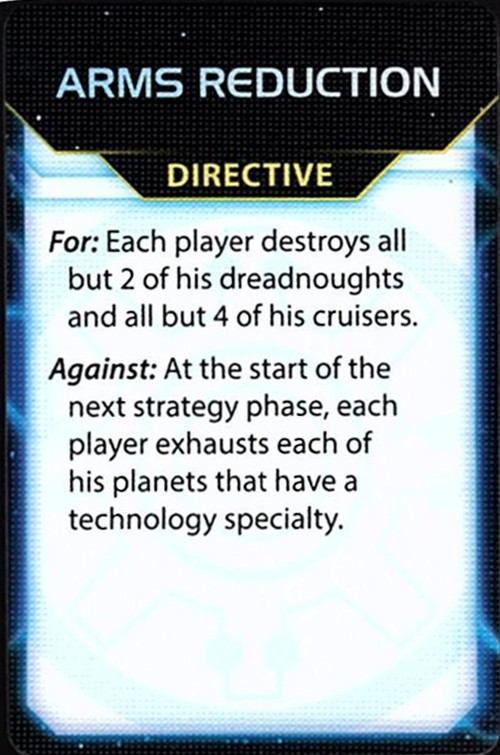 ARMS REDUCTION
DIRECTIVE
For: Each player destroys all
but 2 of his dreadnoughts
and all but 4 of his cruisers.
Against: At the start of the
next strategy phase, each
player exhausts each of
his planets that have a
technology specialty.